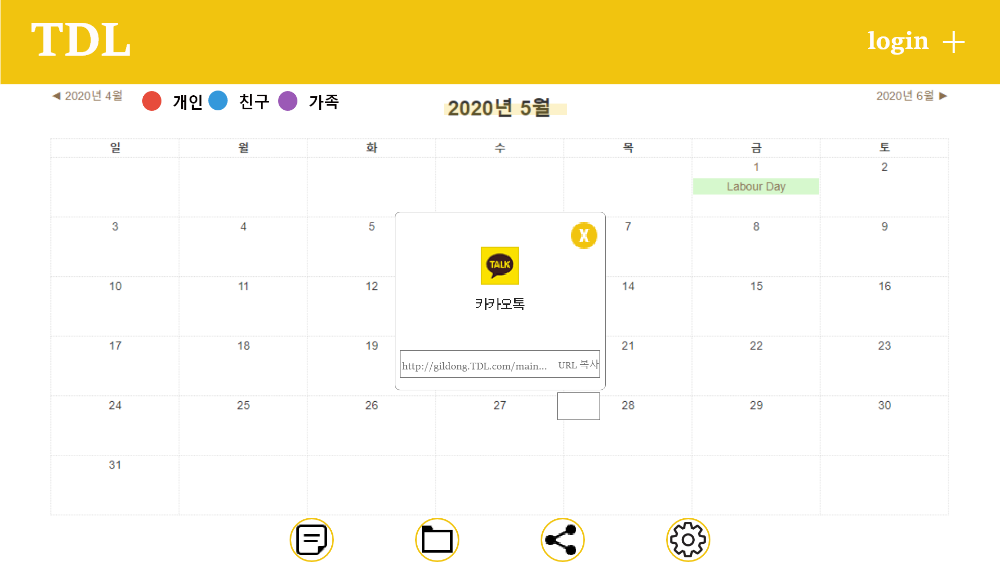 TDL
login
◀ 2020년 4월
개인 친구 가족
2020년 5월
2020년 6월 ▶
일 월 화 수 목 금 토
1 2
Labour Day
3 4 5 7 8 9
X
TALK
카카오톡
10 11 12 14 15 16
17 18 19 21 22 23
http://gildong.TDL.com/main... URL 복사
24 25 26 27 28 29 30
31